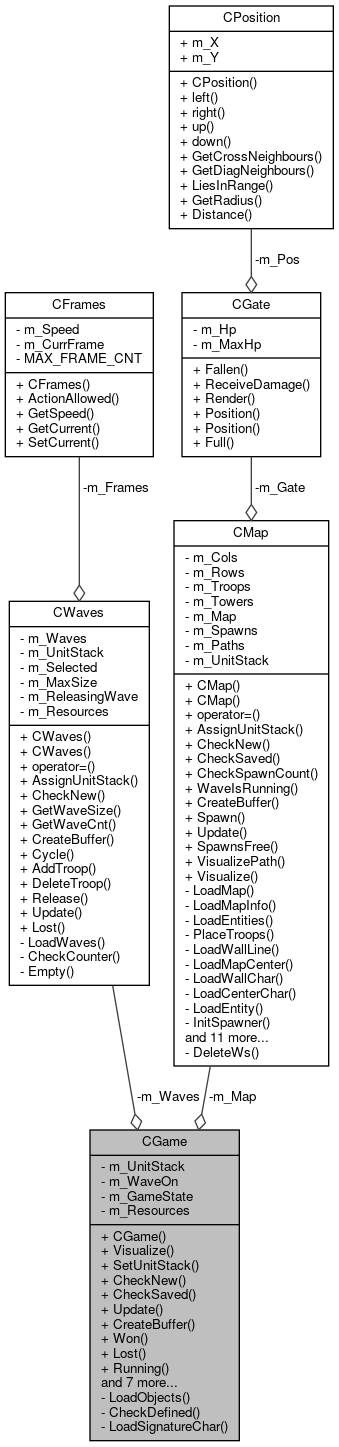 CPosition
+ m_X
+ m_Y
+ CPosition()
+ left()
+ right()
+ up()
+ down()
+ GetCrossNeighbours()
+ GetDiagNeighbours()
+ LiesInRange()
+ GetRadius()
+ Distance()
-m_Pos
CFrames
- m_Speed
- m_CurrFrame
- MAX_FRAME_CNT
+ CFrames()
+ ActionAllowed()
+ GetSpeed()
+ GetCurrent()
+ SetCurrent()
CGate
- m_Hp
- m_MaxHp
+ Fallen()
+ ReceiveDamage()
+ Render()
+ Position()
+ Position()
+ Full()
-m_Frames
-m_Gate
CWaves
- m_Waves
- m_UnitStack
- m_Selected
- m_MaxSize
- m_ReleasingWave
- m_Resources
+ CWaves()
+ CWaves()
+ operator=()
+ AssignUnitStack()
+ CheckNew()
+ GetWaveSize()
+ GetWaveCnt()
+ CreateBuffer()
+ Cycle()
+ AddTroop()
+ DeleteTroop()
+ Release()
+ Update()
+ Lost()
- LoadWaves()
- CheckCounter()
- Empty()
CMap
- m_Cols
- m_Rows
- m_Troops
- m_Towers
- m_Map
- m_Spawns
- m_Paths
- m_UnitStack
+ CMap()
+ CMap()
+ operator=()
+ AssignUnitStack()
+ CheckNew()
+ CheckSaved()
+ CheckSpawnCount()
+ WaveIsRunning()
+ CreateBuffer()
+ Spawn()
+ Update()
+ SpawnsFree()
+ VisualizePath()
+ Visualize()
- LoadMap()
- LoadMapInfo()
- LoadEntities()
- PlaceTroops()
- LoadWallLine()
- LoadMapCenter()
- LoadWallChar()
- LoadCenterChar()
- LoadEntity()
- InitSpawner()
and 11 more...
- DeleteWs()
-m_Waves
-m_Map
CGame
- m_UnitStack
- m_WaveOn
- m_GameState
- m_Resources
+ CGame()
+ Visualize()
+ SetUnitStack()
+ CheckNew()
+ CheckSaved()
+ Update()
+ CreateBuffer()
+ Won()
+ Lost()
+ Running()
and 7 more...
- LoadObjects()
- CheckDefined()
- LoadSignatureChar()